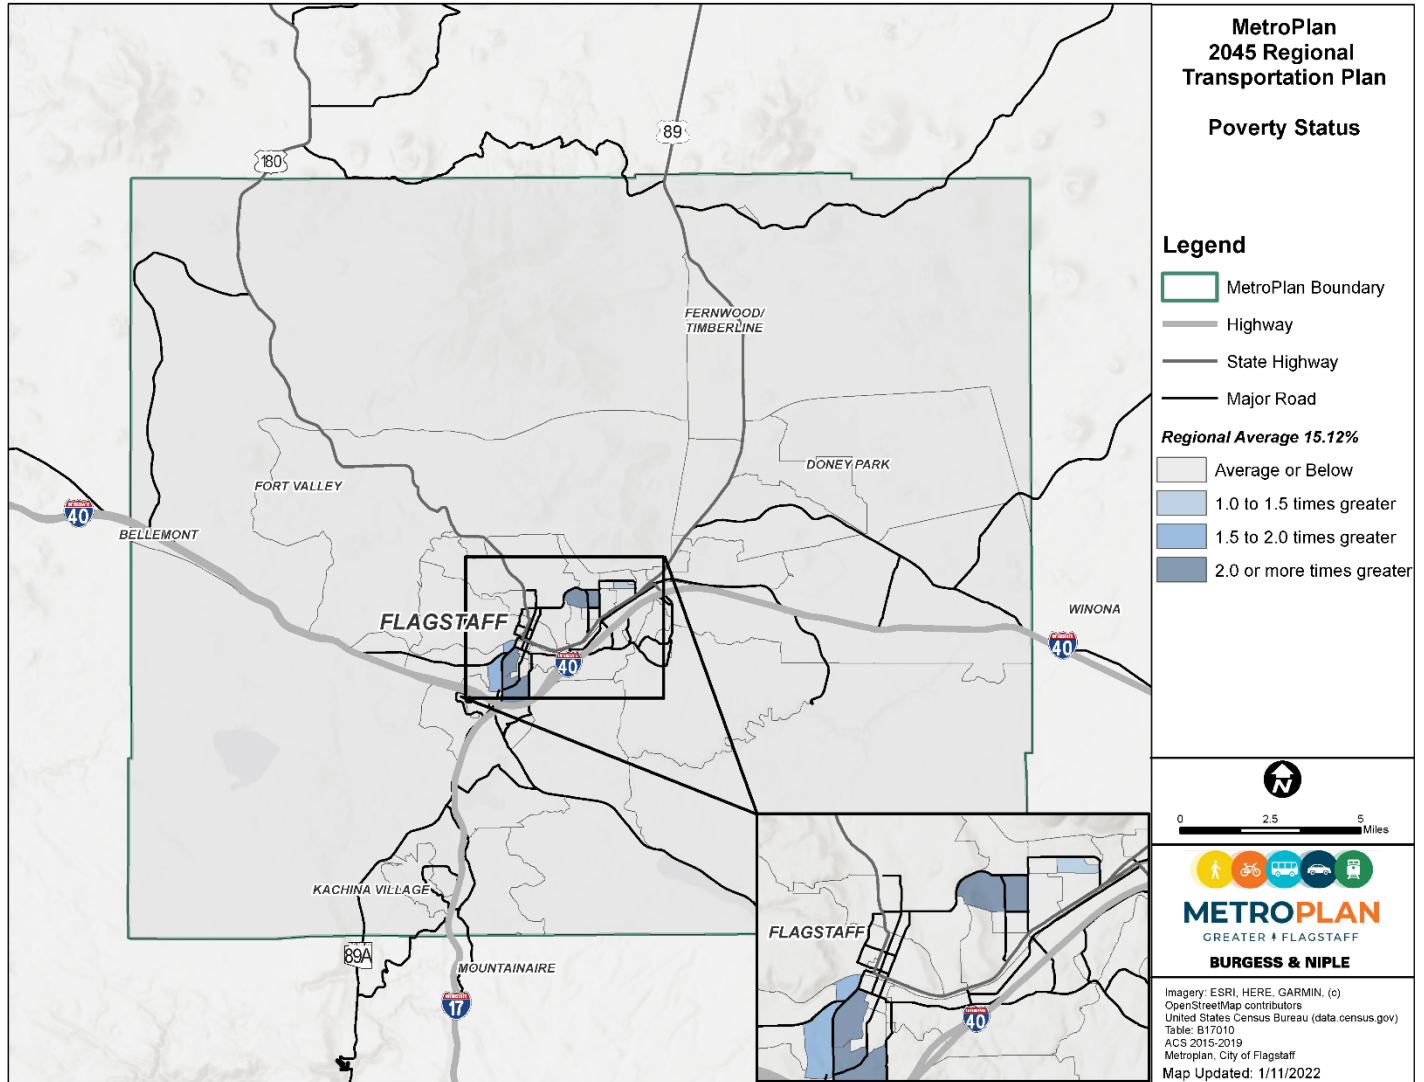 MetroPlan
2045 Regional
Transportation Plan
Poverty Status
Legend
MetroPlan Boundary
Highway
State Highway
Major Road
Regional Average 15.12%
Average or Below
1.0 to 1.5 times greater
1.5 to 2.0 times greater
2.0 or more times greater
N
0 2.5 5
Miles
METROPLAN
GREATER FLAGSTAFF
BURGESS & NIPLE
Imagery: ESRI, HERE, GARMIN, (c)
OpenStreetMap contributors
United States Census Bureau (data.census.gov)
Table: B17010
ACS 2015-2019
Metroplan, City of Flagstaff
Map Updated: 1/11/2022
180
89
FERNWOOD/
TIMBERLINE
DONEY PARK
FORT VALLEY
INTERSTATE
40
BELLEMONT
WINONA
FLAGSTAFF
INTERSTATE
40
INTERSTATE
40
KACHINA VILLAGE
89A
MOUNTAINAIRE
INTERSTATE
17
FLAGSTAFF
INTERSTATE
40